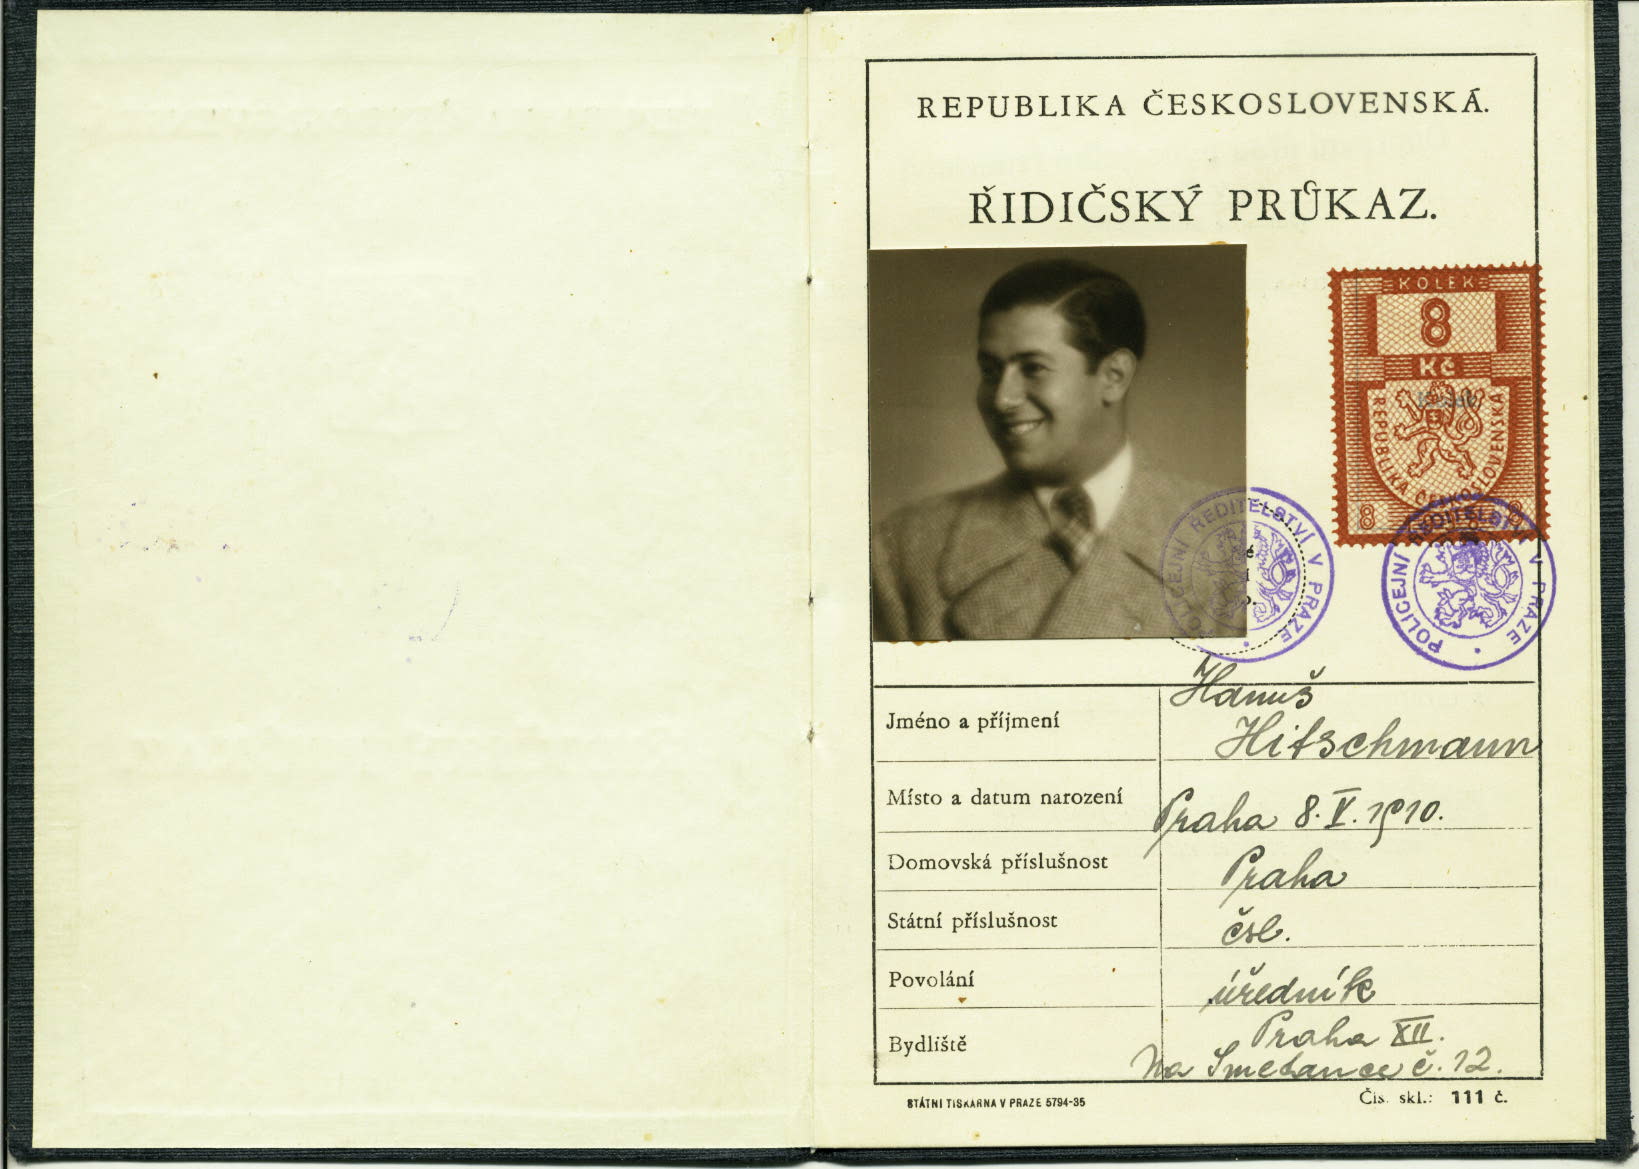 REPUBLIKA ČESKOSLOVENSKÁ.
ŘIDIČSKÝ PRŮKAZ.
KOLEK
8
Kč
REPUBLIKA ČESKOSLOVENSKÁ
8 8
POLICEJNÍ ŘEDITELSTVÍ V PRAZE
POLICEJNÍ ŘEDITELSTVÍ V PRAZE
Jméno a příjmení Hanuš
Hitschmann
Místo a datum narození Praha 8. V. 1910.
Domovská příslušnost Praha
Státní příslušnost čsl.
Povolání úředník
Bydliště Praha XII.
Na Smetance č. 12.
STÁTNI TISKARNA V PRAZE 5794-35
Čís. skl.: 111 č.